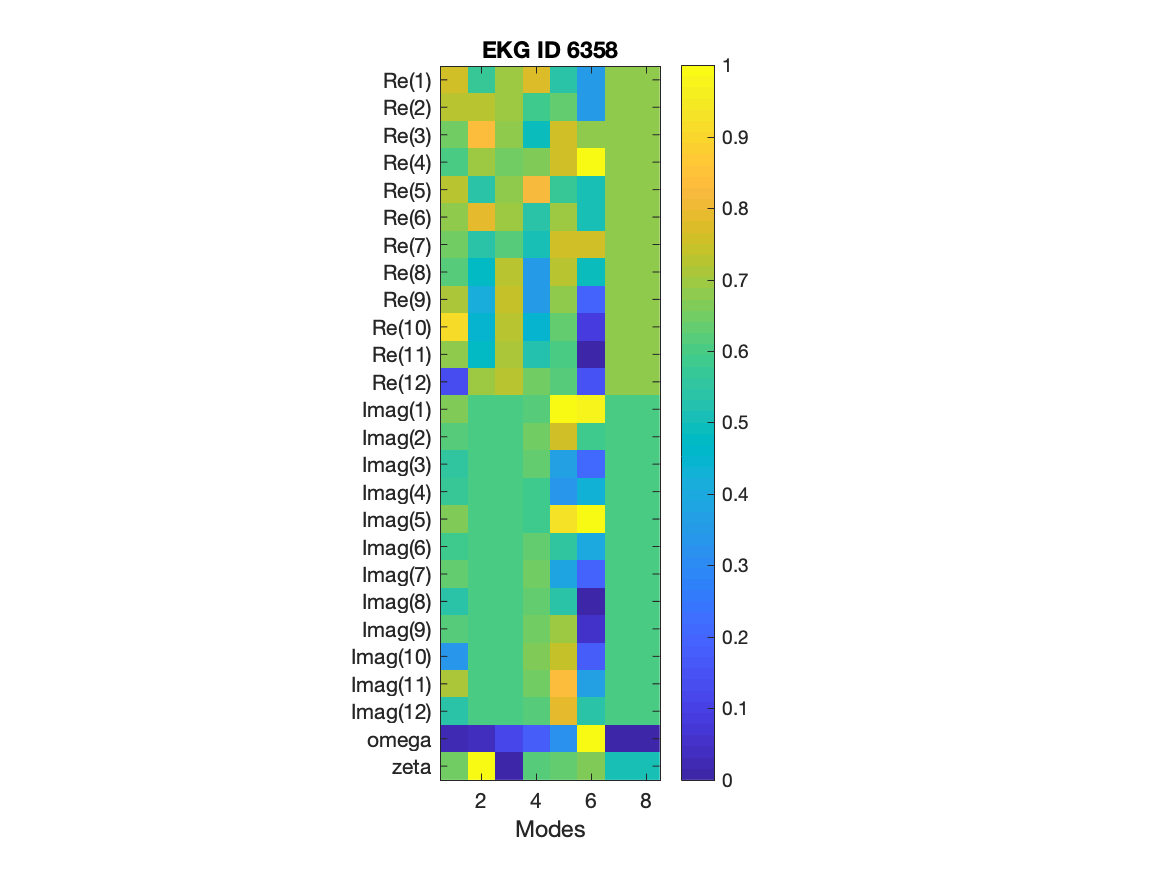 EKG ID 6358
Re(1)
Re(2)
Re(3)
Re(4)
Re(5)
Re(6)
Re(7)
Re(8)
Re(9)
Re(10)
Re(11)
Re(12)
Imag(1)
Imag(2)
Imag(3)
Imag(4)
Imag(5)
Imag(6)
Imag(7)
Imag(8)
Imag(9)
Imag(10)
Imag(11)
Imag(12)
omega
zeta
2 4 6 8
Modes
1
0.9
0.8
0.7
0.6
0.5
0.4
0.3
0.2
0.1
0